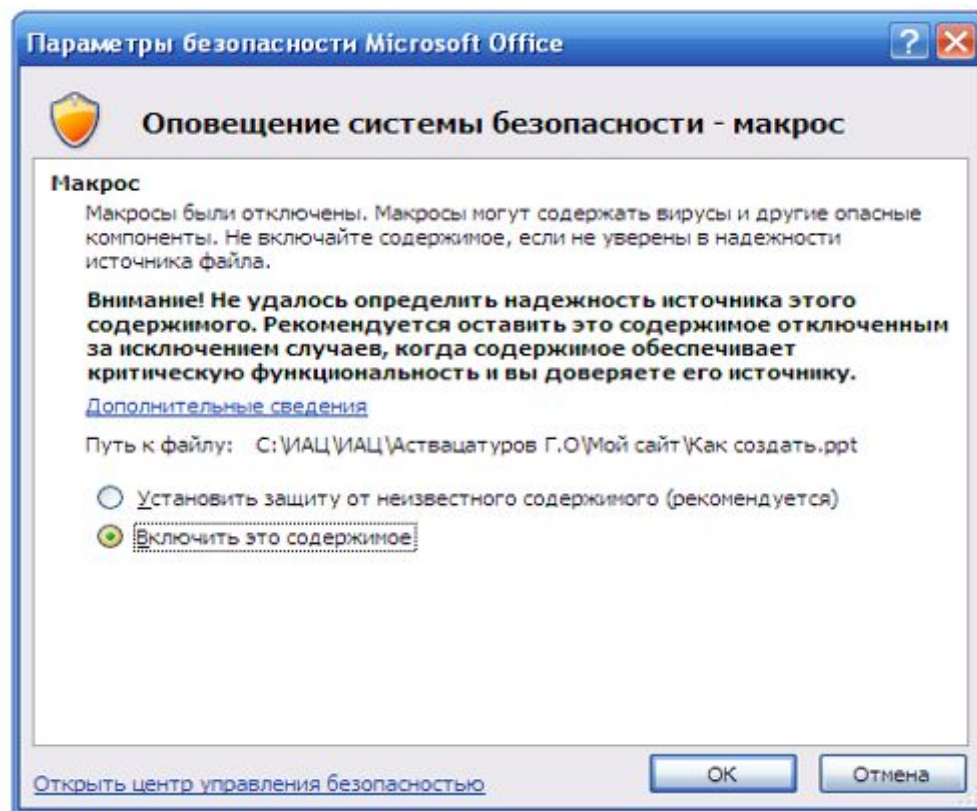 Параметры безопасности Microsoft Office
Оповещение системы безопасности - макрос
Макрос
Макросы были отключены. Макросы могут содержать вирусы и другие опасные
компоненты. Не включайте содержимое, если не уверены в надежности
источника файла.
Внимание! Не удалось определить надежность источника этого
содержимого. Рекомендуется оставить это содержимое отключенным
за исключением случаев, когда содержимое обеспечивает
критическую функциональность и вы доверяете его источнику.
Дополнительные сведения
Путь к файлу: C:\ИАЦ\ИАЦ\Аствацатуров Г.О\Мой сайт\Как создать.ppt
Установить защиту от неизвестного содержимого (рекомендуется)
Включить это содержимое
Открыть центр управления безопасностью
ОК
Отмена